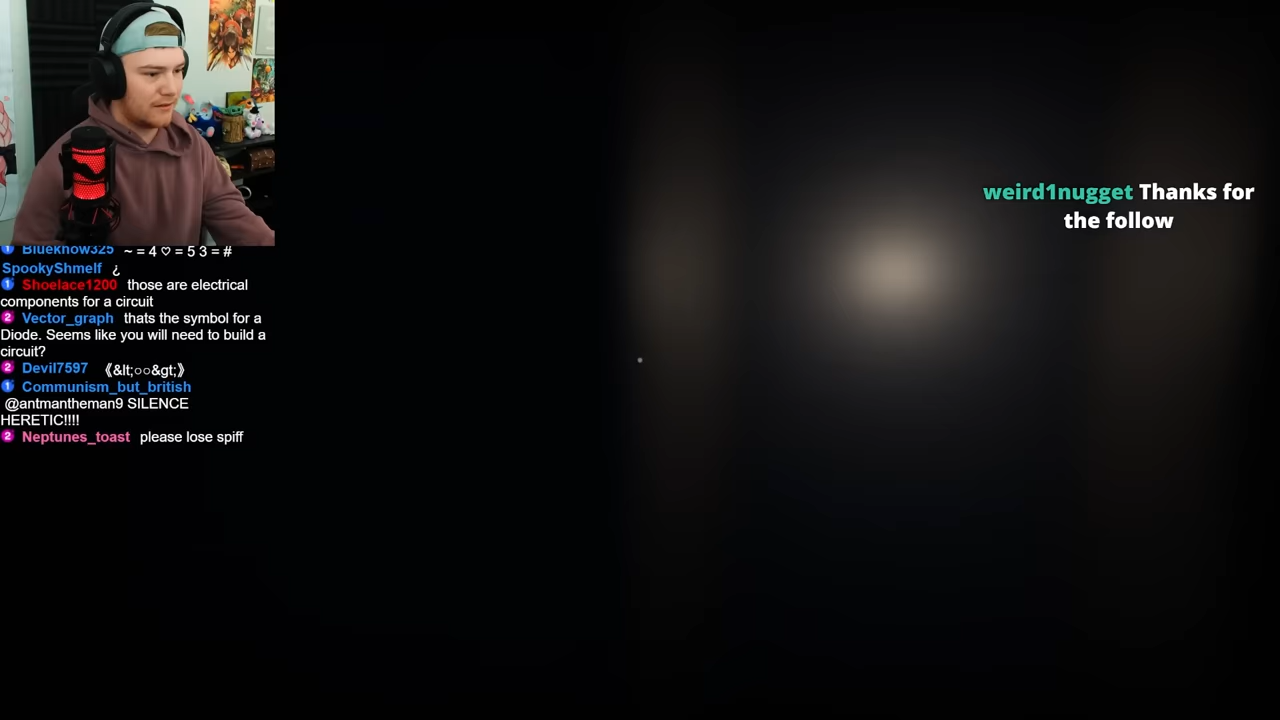 Blueknow325 ~ = 4 ♡ = 5 3 = #
SpookyShmelf ¿
Shoelace1200 those are electrical
components for a circuit
Vector_graph thats the symbol for a
Diode. Seems like you will need to build a
circuit?
Devil7597 《&lt;○○&gt;》
Communism_but_british
@antmantheman9 SILENCE
HERETIC!!!!
Neptunes_toast please lose spiff
weird1nugget Thanks for
the follow